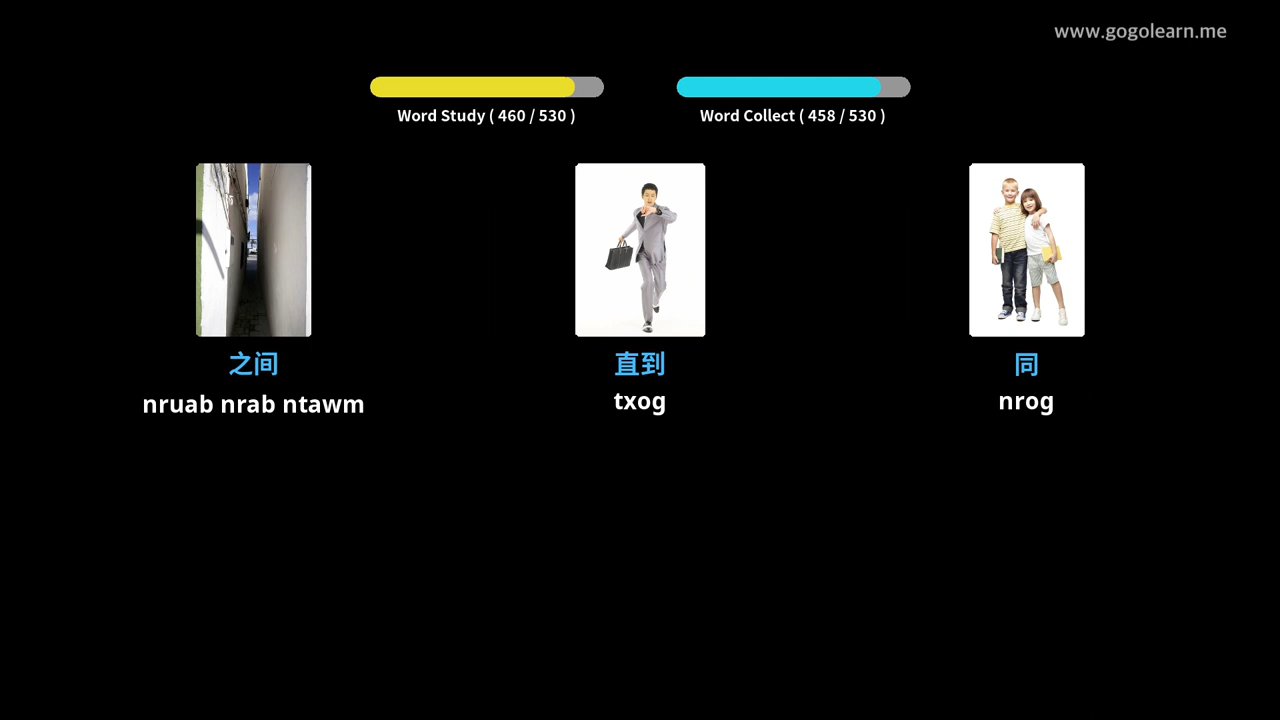 www.gogolearn.me
Word Study ( 460 / 530 )
Word Collect ( 458 / 530 )
之间
nruab nrab ntawm
直到
txog
同
nrog